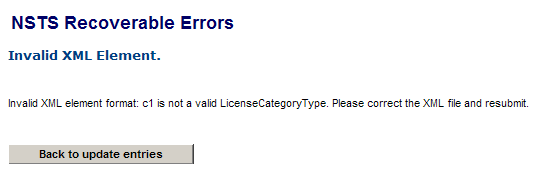 NSTS Recoverable Errors
Invalid XML Element.
Invalid XML element format: c1 is not a valid LicenseCategoryType. Please correct the XML file and resubmit.
Back to update entries